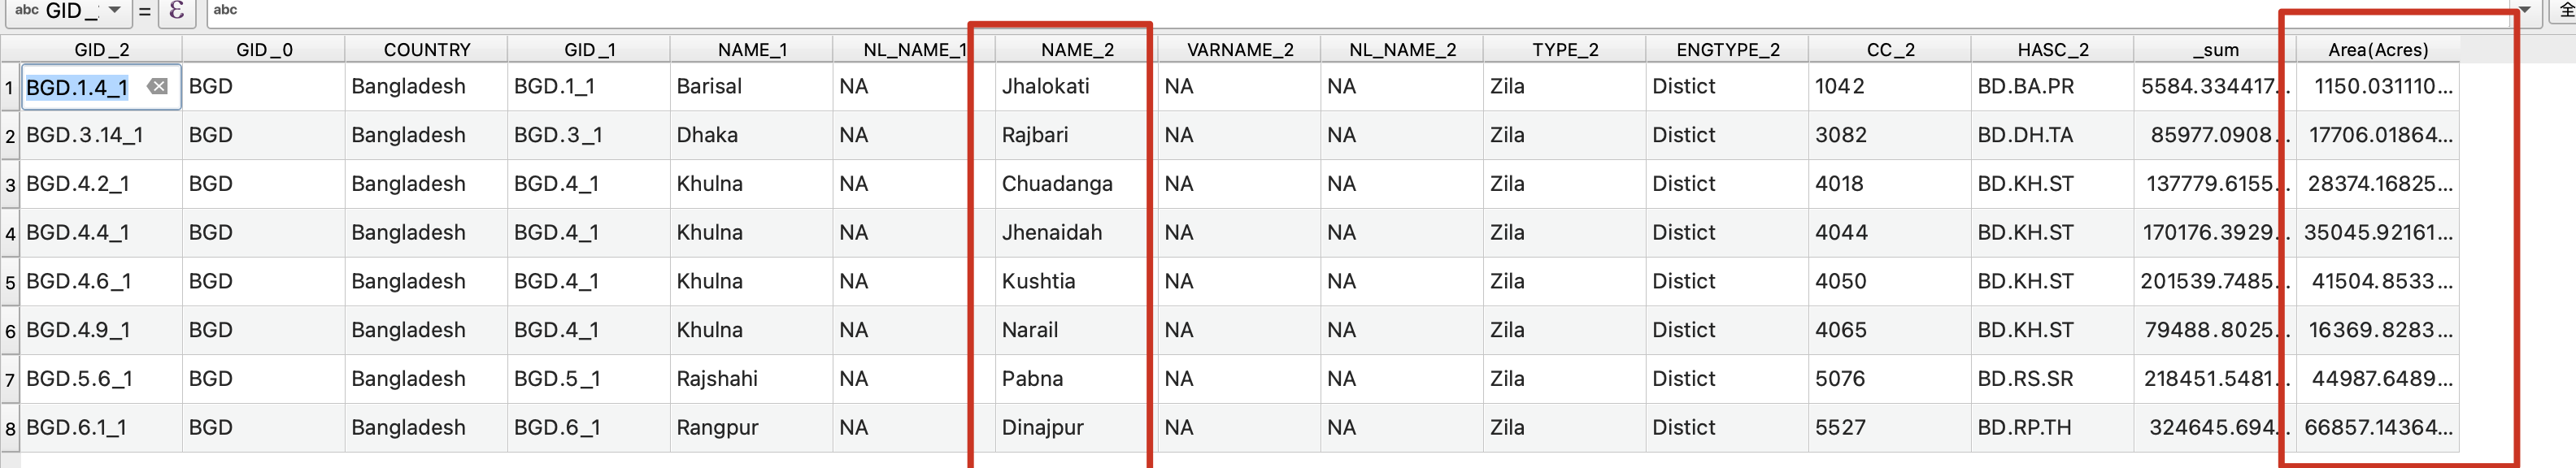 abc GID_ = ε abc 全
GID_2 GID_0 COUNTRY GID_1 NAME_1 NL_NAME_1 NAME_2 VARNAME_2 NL_NAME_2 TYPE_2 ENGTYPE_2 CC_2 HASC_2 _sum Area(Acres)
1 BGD.1.4_1 BGD Bangladesh BGD.1_1 Barisal NA Jhalokati NA NA Zila Distict 1042 BD.BA.PR 5584.334417... 1150.031110...
2 BGD.3.14_1 BGD Bangladesh BGD.3_1 Dhaka NA Rajbari NA NA Zila Distict 3082 BD.DH.TA 85977.0908... 17706.01864...
3 BGD.4.2_1 BGD Bangladesh BGD.4_1 Khulna NA Chuadanga NA NA Zila Distict 4018 BD.KH.ST 137779.6155... 28374.16825...
4 BGD.4.4_1 BGD Bangladesh BGD.4_1 Khulna NA Jhenaidah NA NA Zila Distict 4044 BD.KH.ST 170176.3929... 35045.92161...
5 BGD.4.6_1 BGD Bangladesh BGD.4_1 Khulna NA Kushtia NA NA Zila Distict 4050 BD.KH.ST 201539.7485... 41504.8533...
6 BGD.4.9_1 BGD Bangladesh BGD.4_1 Khulna NA Narail NA NA Zila Distict 4065 BD.KH.ST 79488.8025... 16369.8283...
7 BGD.5.6_1 BGD Bangladesh BGD.5_1 Rajshahi NA Pabna NA NA Zila Distict 5076 BD.RS.SR 218451.5481... 44987.6489...
8 BGD.6.1_1 BGD Bangladesh BGD.6_1 Rangpur NA Dinajpur NA NA Zila Distict 5527 BD.RP.TH 324645.694... 66857.14364...